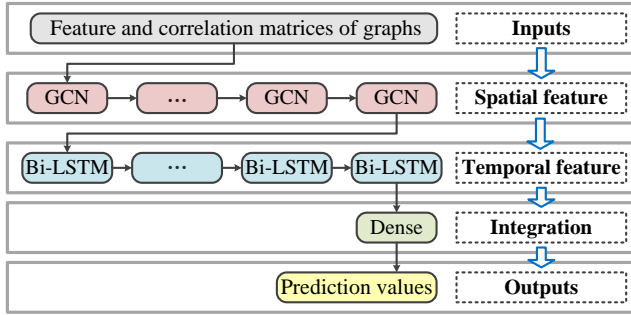 Feature and correlation matrices of graphs
Inputs
GCN
...
GCN
GCN
Spatial feature
Bi-LSTM
...
Bi-LSTM
Bi-LSTM
Temporal feature
Dense
Integration
Prediction values
Outputs